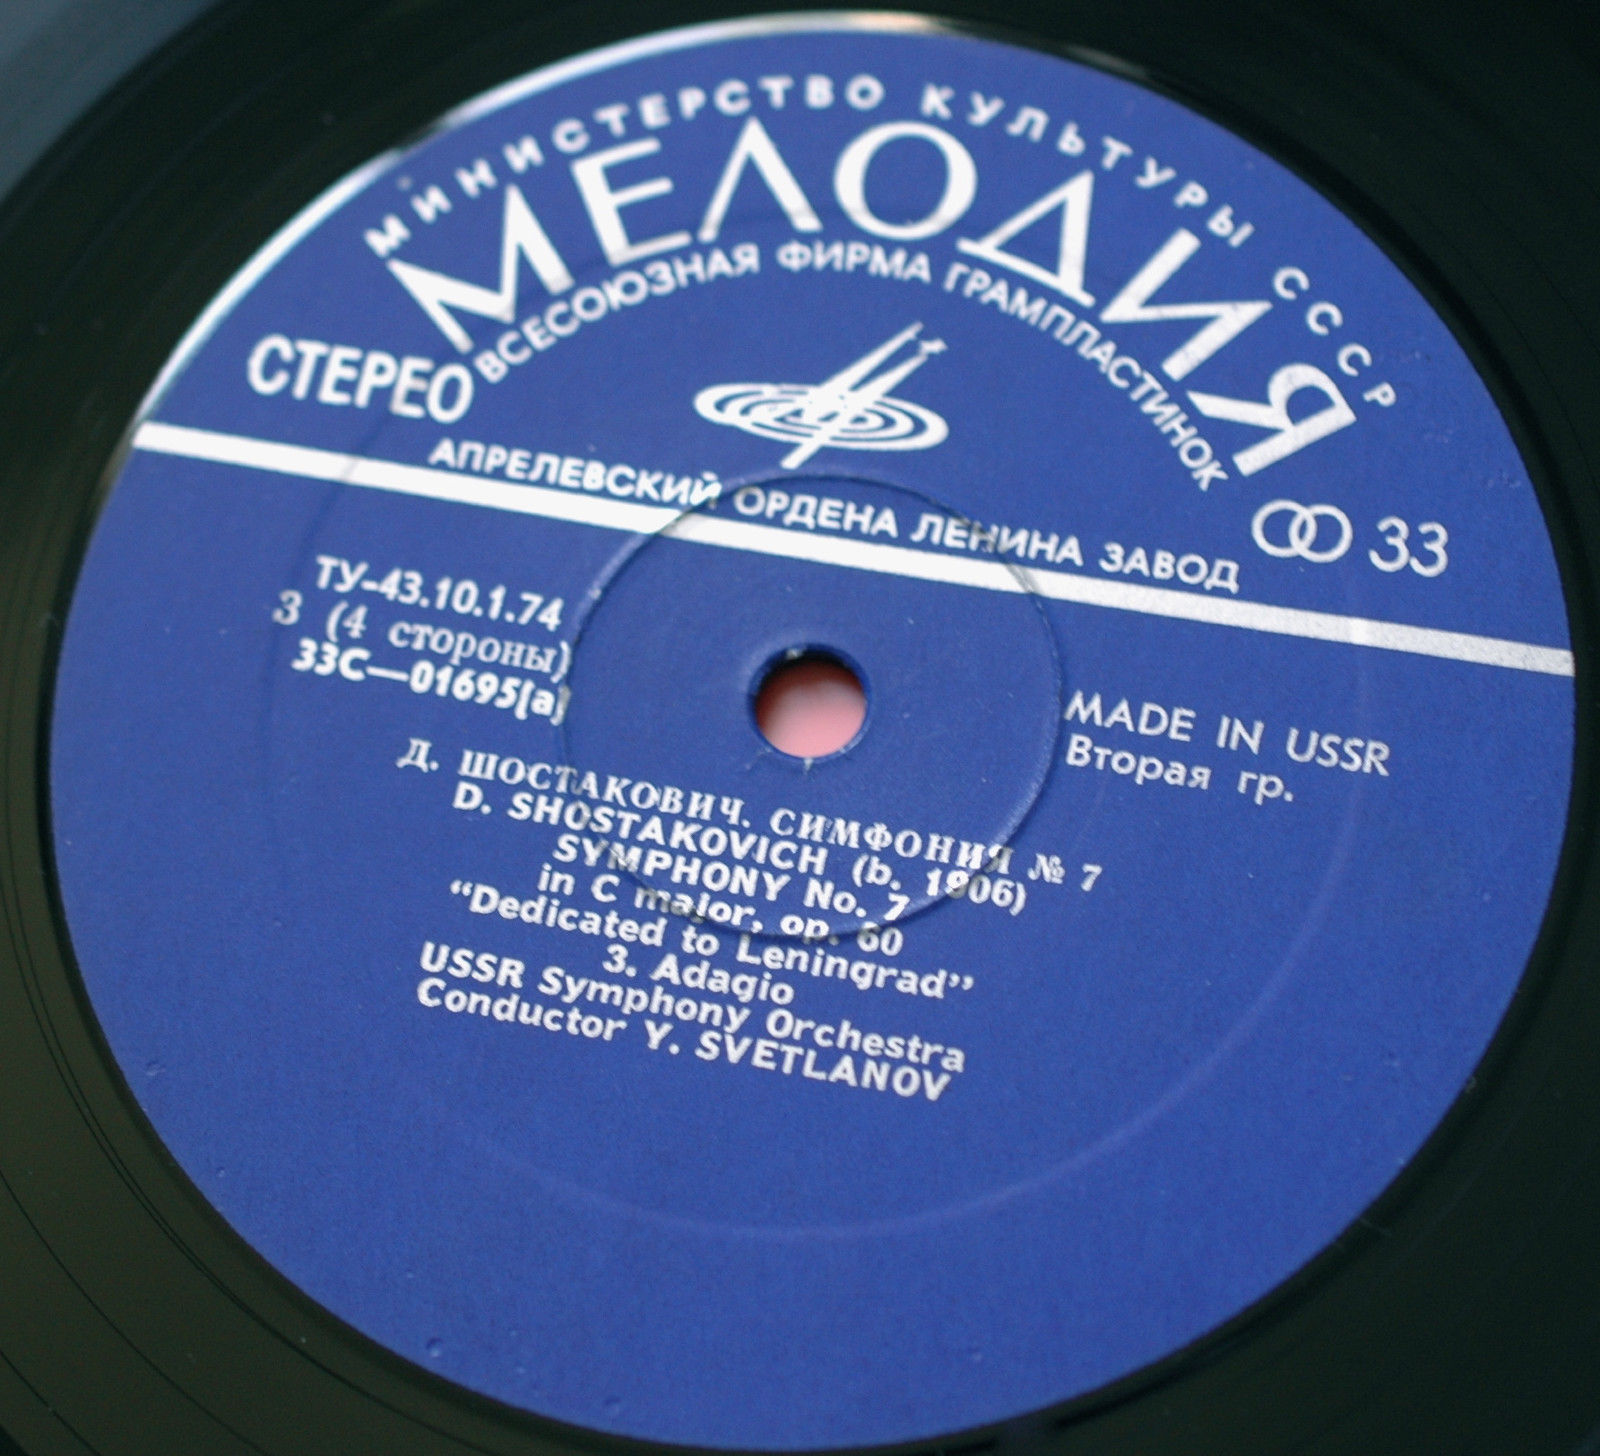 МИНИСТЕРСТВО КУЛЬТУРЫ СССР
МЕЛОДИЯ
ВСЕСОЮЗНАЯ ФИРМА ГРАМПЛАСТИНОК
СТЕРЕО
33
АПРЕЛЕВСКИЙ ОРДЕНА ЛЕНИНА ЗАВОД
ТУ-43.10.1.74
3 (4 стороны)
33С—01695(а)
MADE IN USSR
Вторая гр.
Д. ШОСТАКОВИЧ. СИМФОНИЯ № 7
D. SHOSTAKOVICH (b. 1906)
SYMPHONY No. 7
in C major, op. 60
“Dedicated to Leningrad”
3. Adagio
USSR Symphony Orchestra
Conductor Y. SVETLANOV